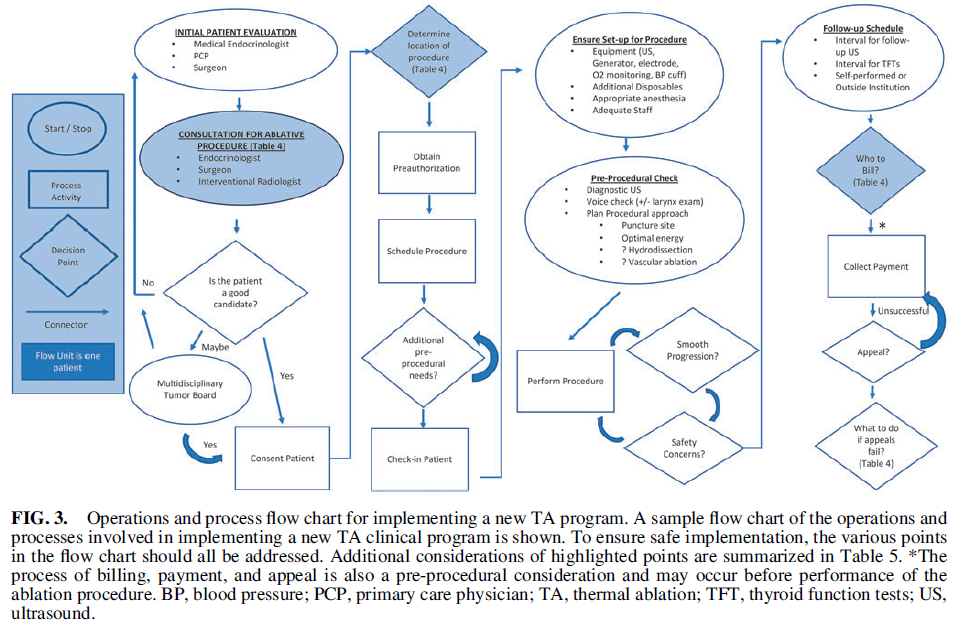 Start / Stop
Process
Activity
Decision
Point
Connector
Flow Unit is one
patient
INITIAL PATIENT EVALUATION
• Medical Endocrinologist
• PCP
• Surgeon
CONSULTATION FOR ABLATIVE
PROCEDURE (Table 4)
• Endocrinologist
• Surgeon
• Interventional Radiologist
Is the patient
a good
candidate?
No
Maybe
Yes
Multidisciplinary
Tumor Board
Yes
Consent Patient
Determine
location of
procedure
(Table 4)
Obtain
Preauthorization
Schedule Procedure
Additional
pre-
procedural
needs?
Check-in Patient
Ensure Set-up for Procedure
• Equipment (US,
Generator, electrode,
O2 monitoring, BP cuff)
• Additional Disposables
• Appropriate anesthesia
• Adequate Staff
Pre-Procedural Check
• Diagnostic US
• Voice check (+/- larynx exam)
• Plan Procedural approach
• Puncture site
• Optimal energy
• ? Hydrodissection
• ? Vascular ablation
Perform Procedure
Smooth
Progression?
Safety
Concerns?
Follow-up Schedule
• Interval for follow-
up US
• Interval for TFTs
• Self-performed or
Outside Institution
Who to
Bill?
(Table 4)
*
Collect Payment
Unsuccessful
Appeal?
What to do
if appeals
fail?
(Table 4)
FIG. 3. Operations and process flow chart for implementing a new TA program. A sample flow chart of the operations and
processes involved in implementing a new TA clinical program is shown. To ensure safe implementation, the various points
in the flow chart should all be addressed. Additional considerations of highlighted points are summarized in Table 5. *The
process of billing, payment, and appeal is also a pre-procedural consideration and may occur before performance of the
ablation procedure. BP, blood pressure; PCP, primary care physician; TA, thermal ablation; TFT, thyroid function tests; US,
ultrasound.